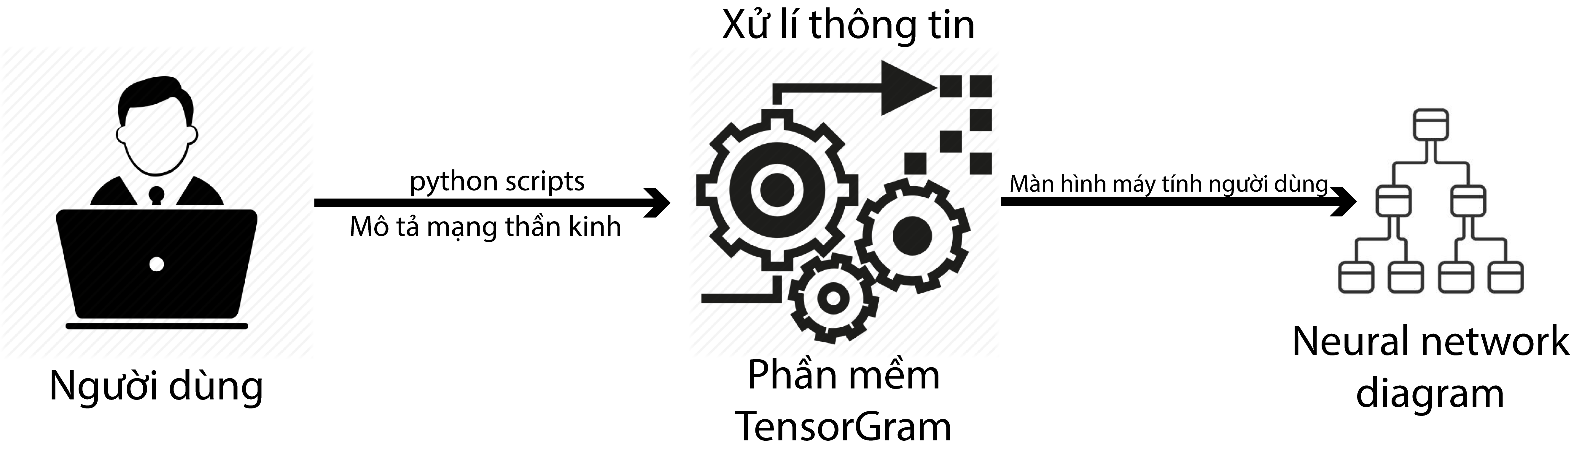 Xử lí thông tin
python scripts
Mô tả mạng thần kinh
Màn hình máy tính người dùng
Người dùng
Phần mềm
TensorGram
Neural network
diagram